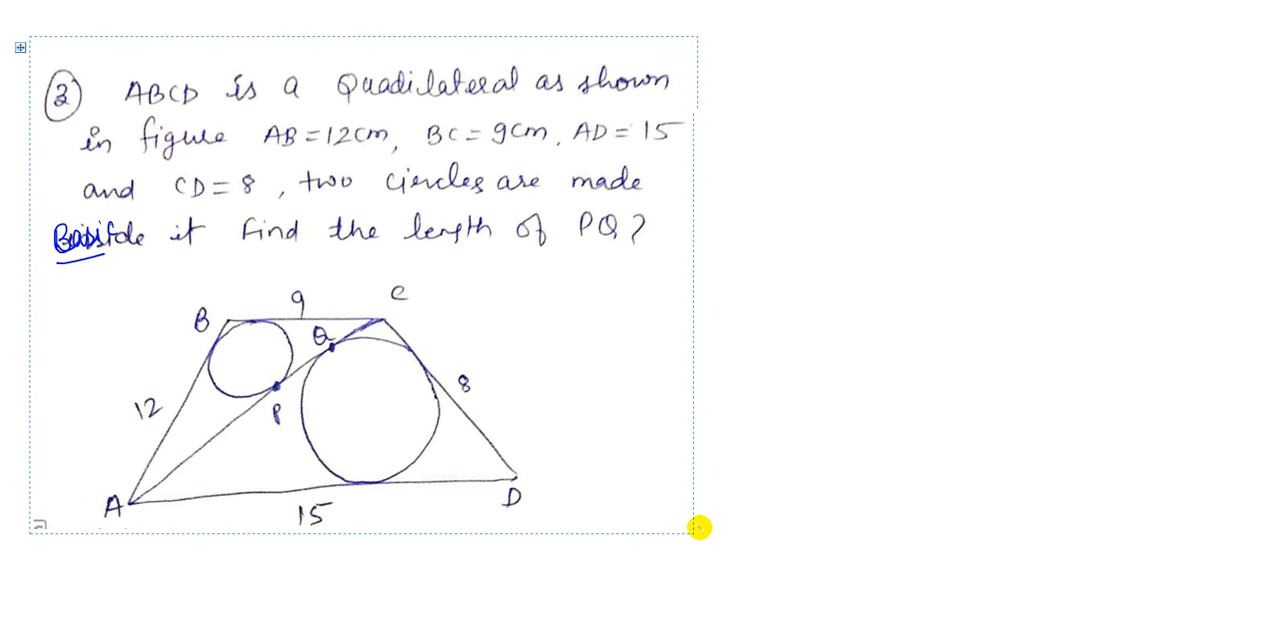 2 ABCD is a Quadilateral as shown
in figure AB = 12cm, BC = 9cm, AD = 15
and CD = 8, two circles are made
it Find the length of PQ?
9
B
C
Q
12
P
8
A
15
D